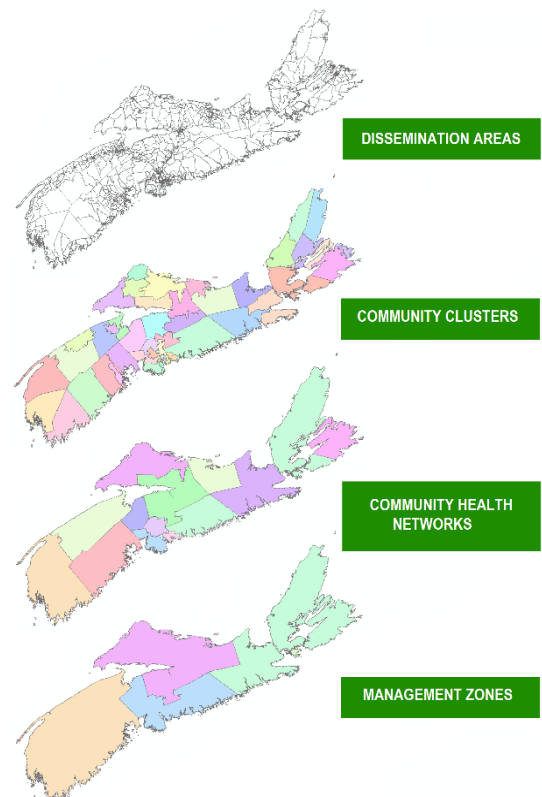 DISSEMINATION AREAS
COMMUNITY CLUSTERS
COMMUNITY HEALTH
NETWORKS
MANAGEMENT ZONES